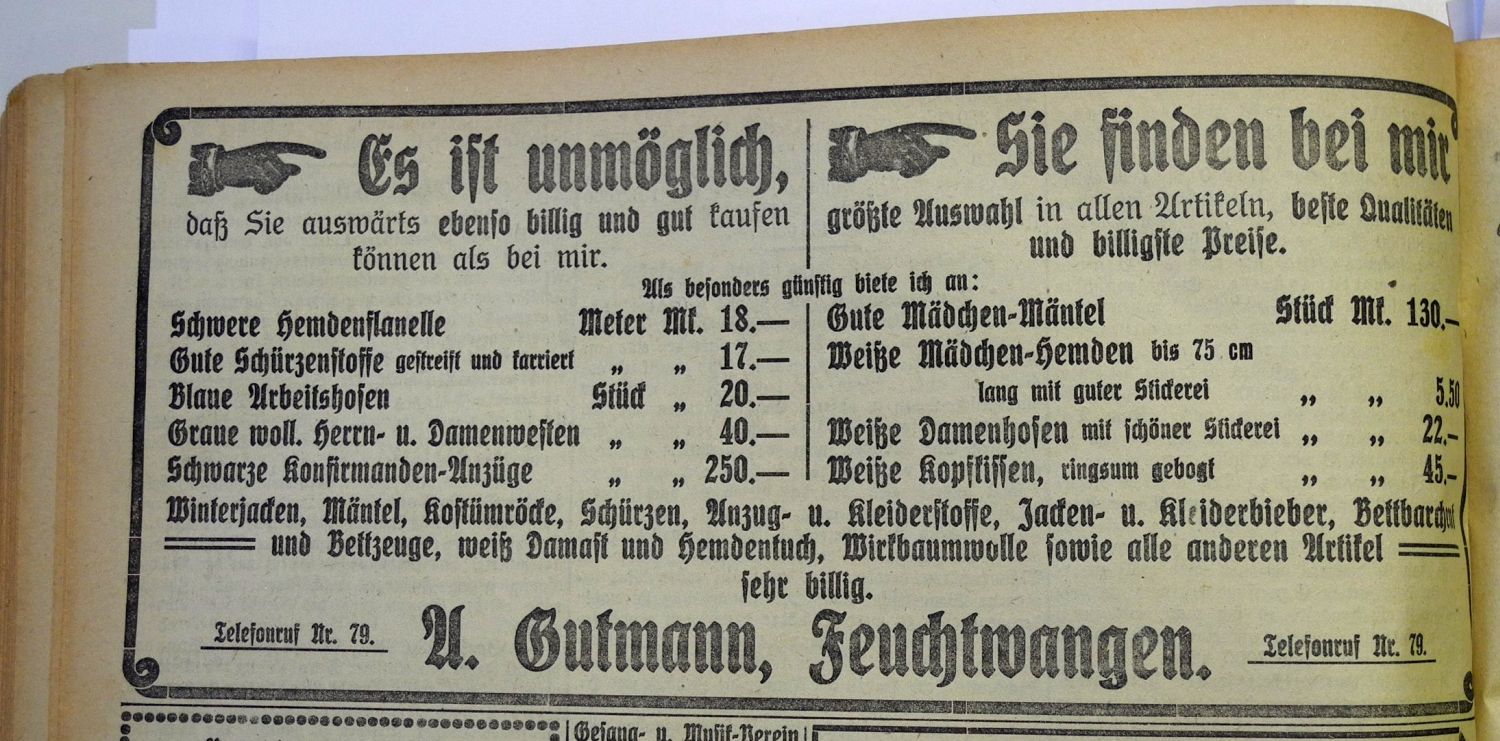 Es ist unmöglich,
daß Sie auswärts ebenso billig und gut kaufen
können als bei mir.
Sie finden bei mir
größte Auswahl in allen Artikeln, beste Qualitäten
und billigste Preise.
Als besonders günstig biete ich an:
Schwere Hemdenflanelle Meter Mk. 18.—
Gute Schürzenstoffe gestreift und karriert „ „ 17.—
Blaue Arbeitshosen Stück „ 20.—
Graue woll. Herrn- u. Damenwesten „ „ 40.—
Schwarze Konfirmanden-Anzüge „ „ 250.—
Gute Mädchen-Mäntel Stück Mk. 130.—
Weiße Mädchen-Hemden bis 75 cm
lang mit guter Stickerei „ „ 5.50
Weiße Damenhosen mit schöner Stickerei „ „ 22.—
Weiße Kopfkissen, ringsum gebogt „ „ 45.—
Winterjacken, Mäntel, Kostümröcke, Schürzen, Anzug- u. Kleiderstoffe, Jacken- u. Kleiderbieber, Bettbarchent
und Bettzeuge, weiß Damast und Hemdentuch, Wirkbaumwolle sowie alle anderen Artikel
sehr billig.
Telefonruf Nr. 79. A. Gutmann, Feuchtwangen. Telefonruf Nr. 79.
Gesang- u. Musik-Verein